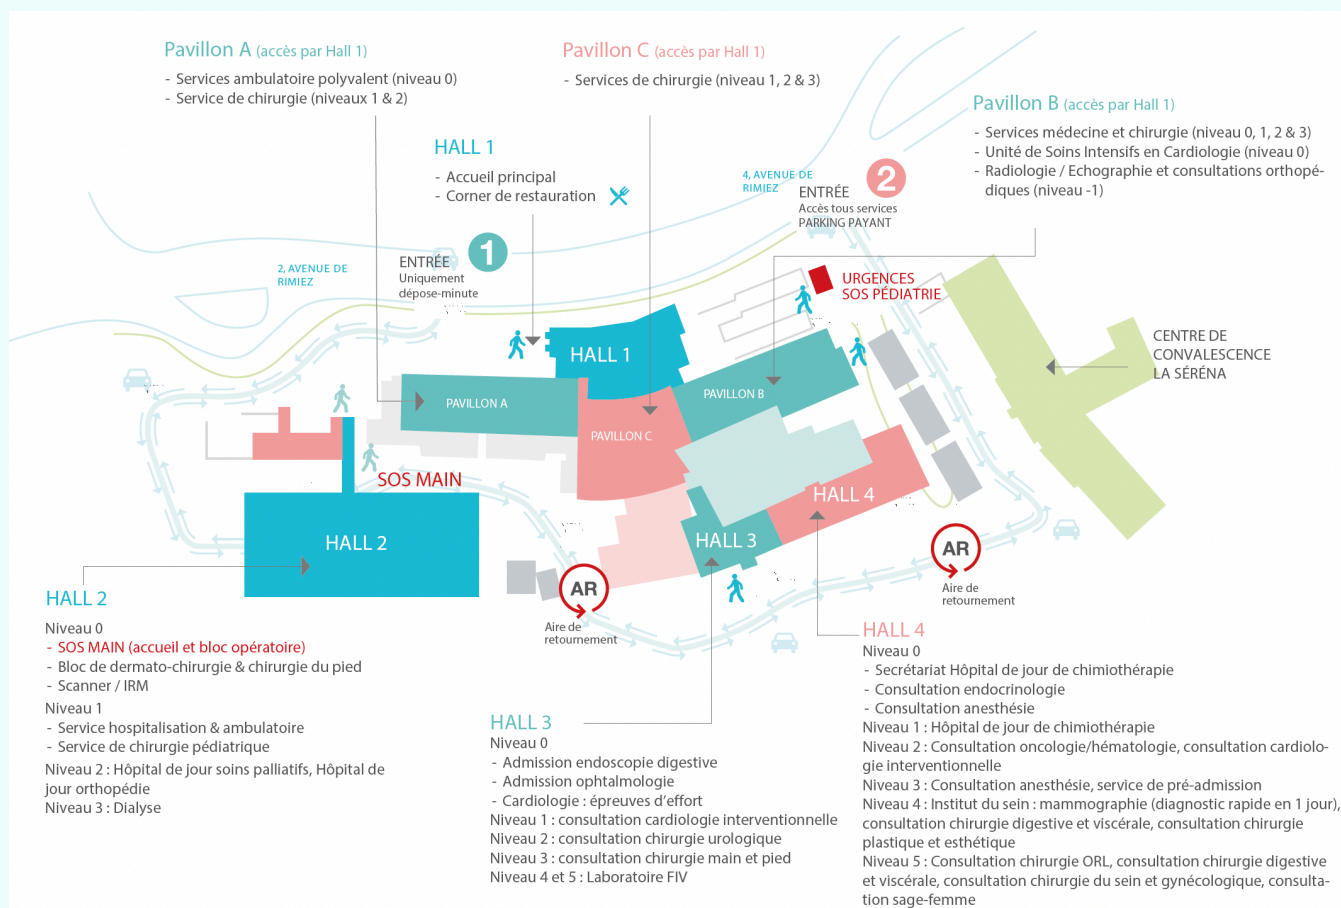 Pavillon A (accès par Hall 1)
- Services ambulatoire polyvalent (niveau 0)
- Service de chirurgie (niveaux 1 & 2)
Pavillon C (accès par Hall 1)
- Services de chirurgie (niveau 1, 2 & 3)
Pavillon B (accès par Hall 1)
- Services médecine et chirurgie (niveau 0, 1, 2 & 3)
- Unité de Soins Intensifs en Cardiologie (niveau 0)
- Radiologie / Echographie et consultations orthopé-
diques (niveau -1)
HALL 1
- Accueil principal
- Corner de restauration
4, AVENUE DE
RIMIEZ
ENTRÉE
2
Accès tous services
PARKING PAYANT
ENTRÉE
1
Uniquement
dépose-minute
2, AVENUE DE
RIMIEZ
URGENCES
SOS PÉDIATRIE
CENTRE DE
CONVALESCENCE
LA SÉRÉNA
HALL 1
PAVILLON A
PAVILLON B
PAVILLON C
SOS MAIN
HALL 4
HALL 2
HALL 3
AR
Aire de
retournement
AR
Aire de
retournement
HALL 2
Niveau 0
- SOS MAIN (accueil et bloc opératoire)
- Bloc de dermato-chirurgie & chirurgie du pied
- Scanner / IRM
Niveau 1
- Service hospitalisation & ambulatoire
- Service de chirurgie pédiatrique
Niveau 2 : Hôpital de jour soins palliatifs, Hôpital de
jour orthopédie
Niveau 3 : Dialyse
HALL 3
Niveau 0
- Admission endoscopie digestive
- Admission ophtalmologie
- Cardiologie : épreuves d'effort
Niveau 1 : consultation cardiologie interventionnelle
Niveau 2 : consultation chirurgie urologique
Niveau 3 : consultation chirurgie main et pied
Niveau 4 et 5 : Laboratoire FIV
HALL 4
Niveau 0
- Secrétariat Hôpital de jour de chimiothérapie
- Consultation endocrinologie
- Consultation anesthésie
Niveau 1 : Hôpital de jour de chimiothérapie
Niveau 2 : Consultation oncologie/hématologie, consultation cardiolo-
gie interventionnelle
Niveau 3 : Consultation anesthésie, service de pré-admission
Niveau 4 : Institut du sein : mammographie (diagnostic rapide en 1 jour),
consultation chirurgie digestive et viscérale, consultation chirurgie
plastique et esthétique
Niveau 5 : Consultation chirurgie ORL, consultation chirurgie digestive
et viscérale, consultation chirurgie du sein et gynécologique, consulta-
tion sage-femme